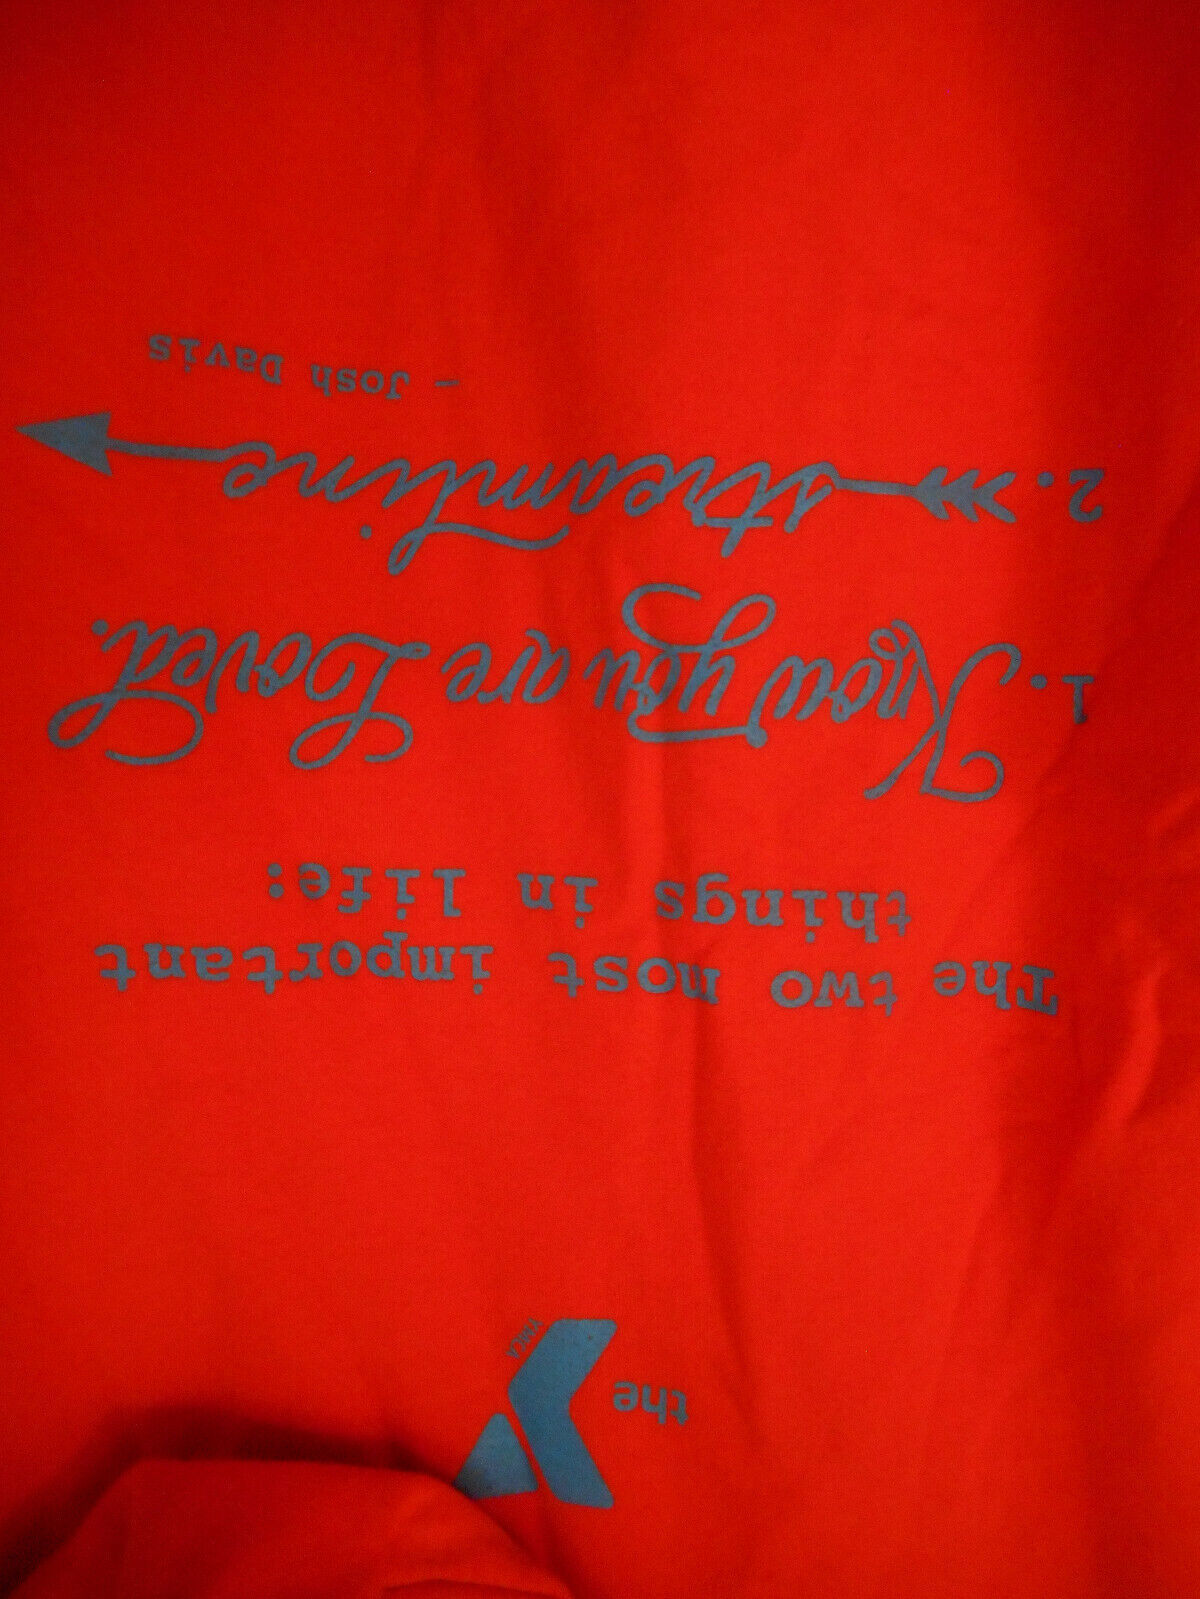 the
YMCA
The two most important
things in life:
1. Know you are Loved.
2. streamline
- Josh Davis